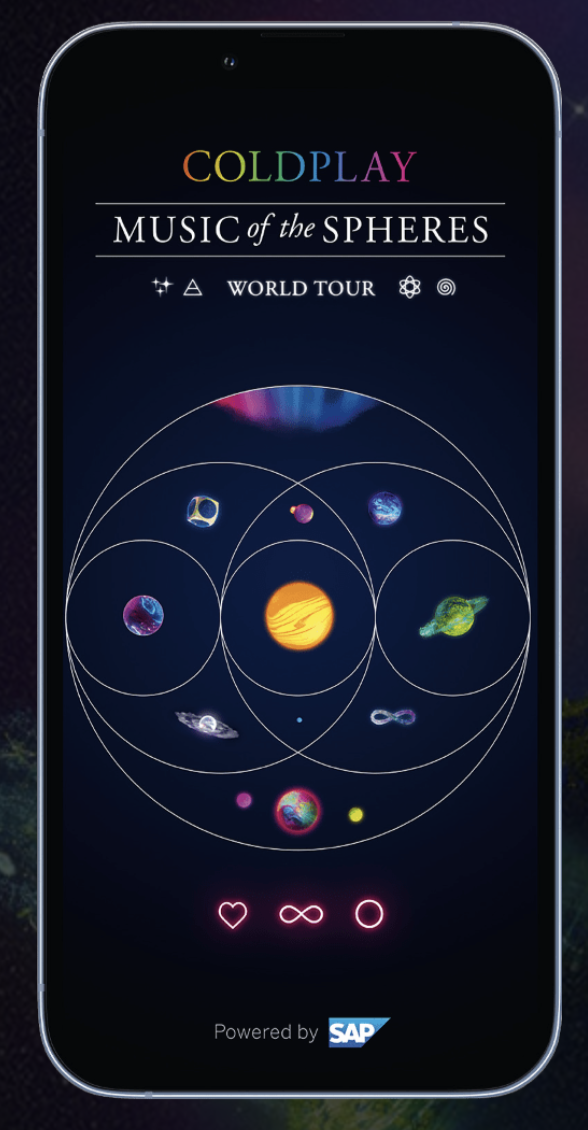 COLDPLAY
MUSIC of the SPHERES
WORLD TOUR
Powered by SAP